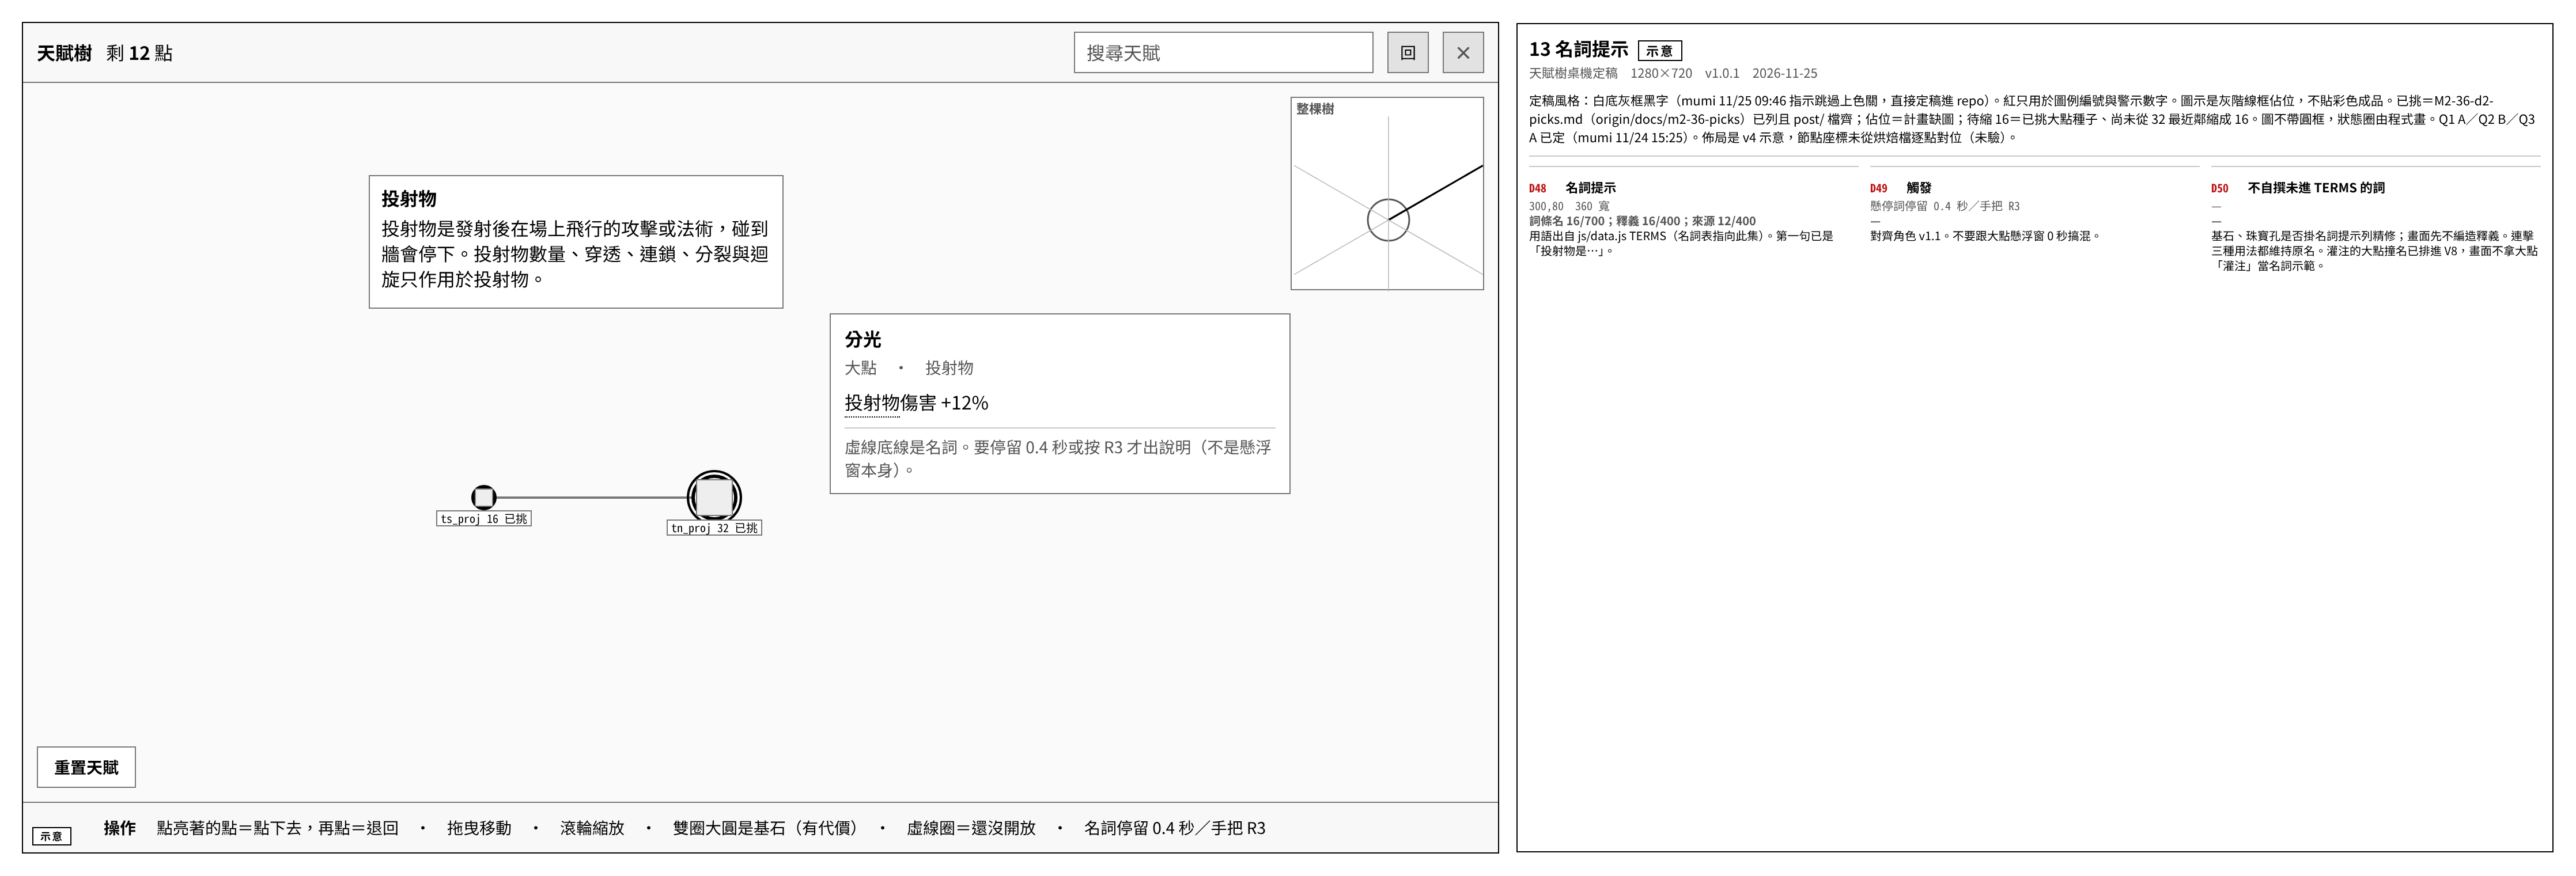 天賦樹 剩 12 點
搜尋天賦
回
×
整棵樹
投射物
投射物是發射後在場上飛行的攻擊或法術，碰到
牆會停下。投射物數量、穿透、連鎖、分裂與迴
旋只作用於投射物。
分光
大點 ・ 投射物
投射物傷害 +12%
虛線底線是名詞。要停留 0.4 秒或按 R3 才出說明（不是懸浮
窗本身）。
ts_proj 16 已挑
tn_proj 32 已挑
重置天賦
示意
操作 點亮著的點＝點下去，再點＝退回 ・ 拖曳移動 ・ 滾輪縮放 ・ 雙圈大圓是基石（有代價） ・ 虛線圈＝還沒開放 ・ 名詞停留 0.4 秒／手把 R3
13 名詞提示 示意
天賦樹桌機定稿 1280×720 v1.0.1 2026-11-25
定稿風格：白底灰框黑字（mumi 11/25 09:46 指示跳過上色關，直接定稿進 repo）。紅只用於圖例編號與警示數字。圖示是灰階線框佔位，不貼彩色成品。已挑＝M2-36-d2-
picks.md（origin/docs/m2-36-picks）已列且 post/ 檔齊；佔位＝計畫缺圖；待縮 16＝已挑大點種子、尚未從 32 最近鄰縮成 16。圖不帶圓框，狀態圈由程式畫。Q1 A／Q2 B／Q3
A 已定（mumi 11/24 15:25）。佈局是 v4 示意，節點座標未從烘焙檔逐點對位（未驗）。
D48 名詞提示
300,80 360 寬
詞條名 16/700；釋義 16/400；來源 12/400
用語出自 js/data.js TERMS（名詞表指向此集）。第一句已是
「投射物是…」。
D49 觸發
懸停詞停留 0.4 秒／手把 R3
—
對齊角色 v1.1。不要跟大點懸浮窗 0 秒搞混。
D50 不自撰未進 TERMS 的詞
—
—
基石、珠寶孔是否掛名詞提示列精修；畫面先不編造釋義。連擊
三種用法都維持原名。灌注的大點撞名已排進 V8，畫面不拿大點
「灌注」當名詞示範。